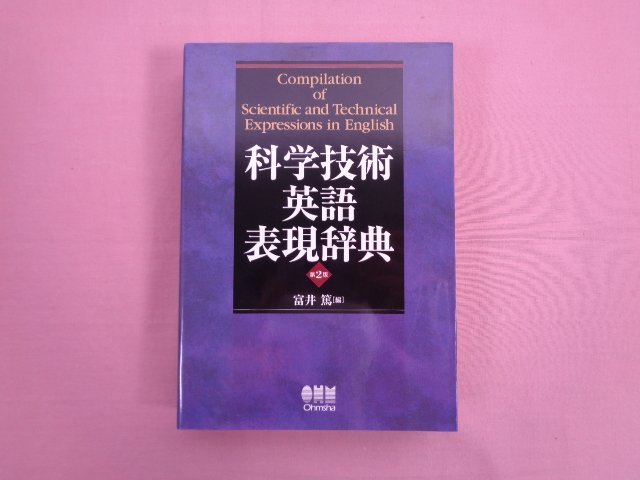 Compilation
of
Scientific and Technical
Expressions in English
科学技術
英語
表現辞典
第2版
富井 篤[編]
OHM
Ohmsha